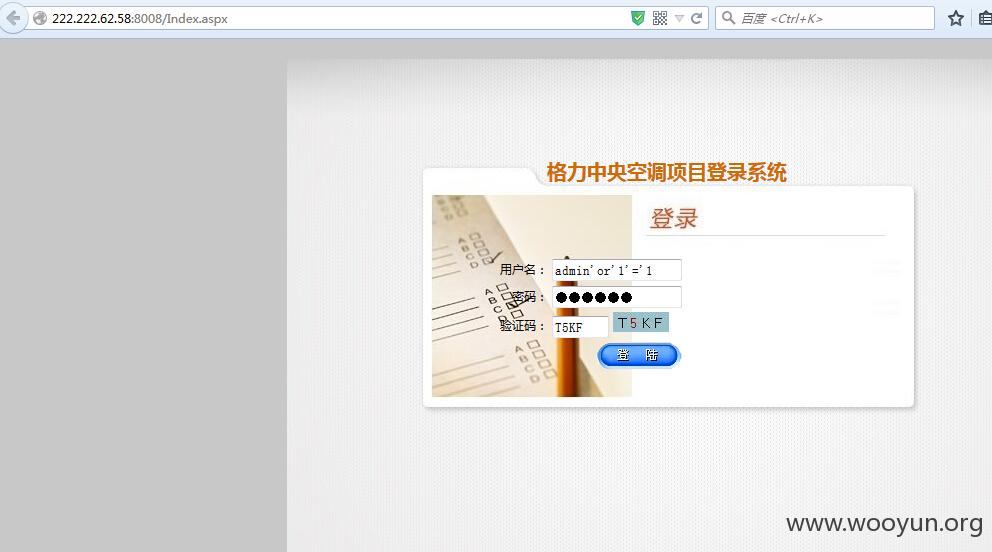 222.222.62.58:8008/Index.aspx
百度 <Ctrl+K>
格力中央空调项目登录系统
登录
用户名：
admin'or'1'='1
密码：
●●●●●●
验证码：
T5KF
T5KF
登 陆
A B C D
A B C D
A B C D
www.wooyun.org